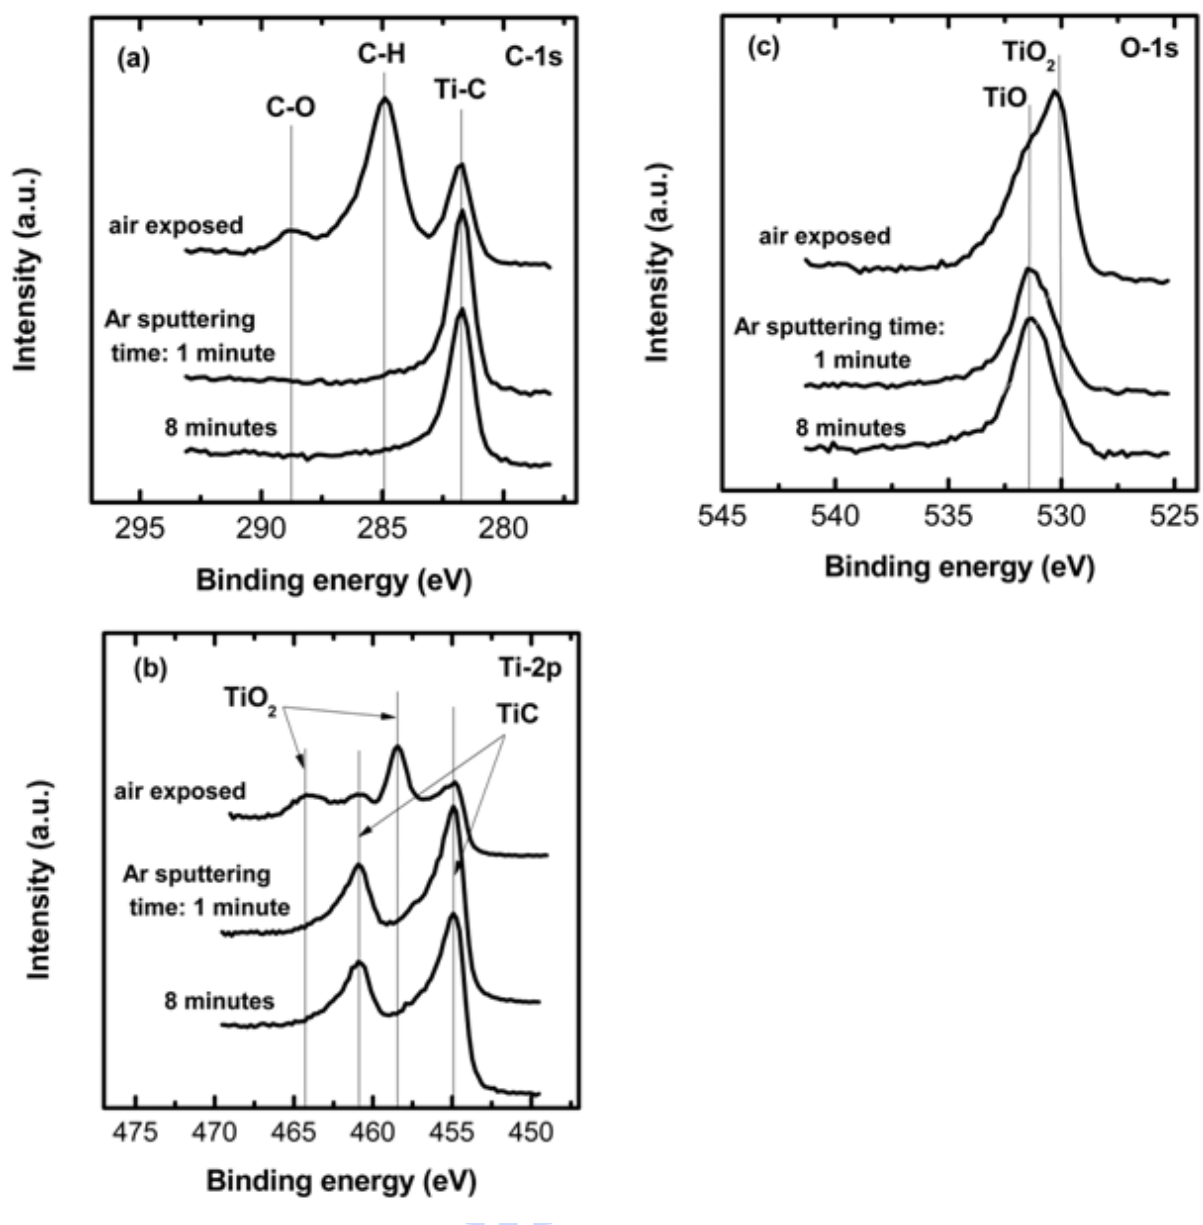 (a)
C-1s
C-H
Ti-C
C-O
air exposed
Ar sputtering
time: 1 minute
8 minutes
Intensity (a.u.)
295 290 285 280
Binding energy (eV)
(c)
O-1s
TiO₂
TiO
air exposed
Ar sputtering time:
1 minute
8 minutes
Intensity (a.u.)
545 540 535 530 525
Binding energy (eV)
(b)
Ti-2p
TiO₂
TiC
air exposed
Ar sputtering
time: 1 minute
8 minutes
Intensity (a.u.)
475 470 465 460 455 450
Binding energy (eV)